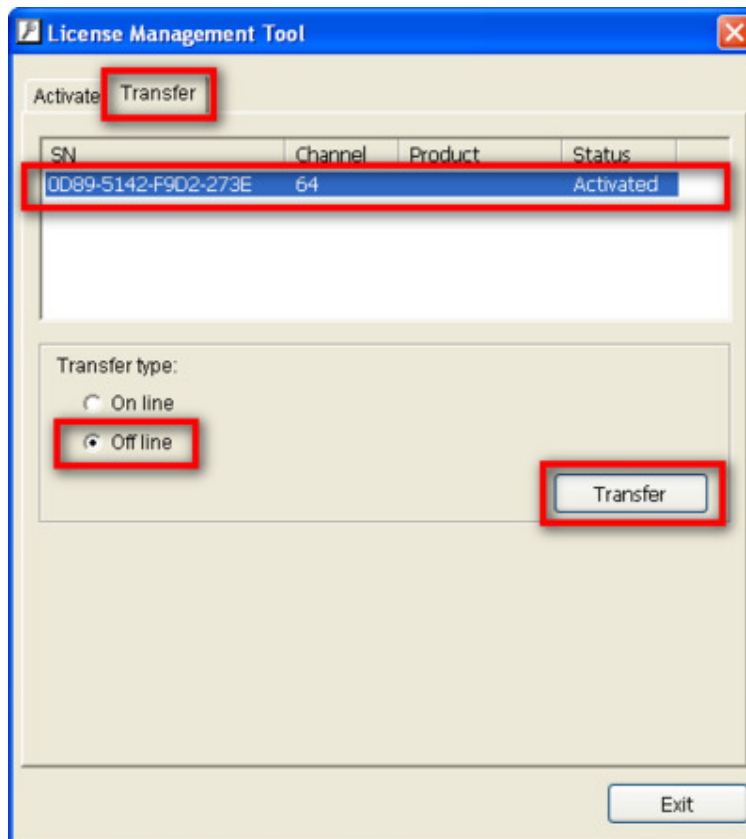 License Management Tool
Activate Transfer
SN Channel Product Status
0D89-5142-F9D2-273E 64 Activated
Transfer type:
On line
Off line
Transfer
Exit